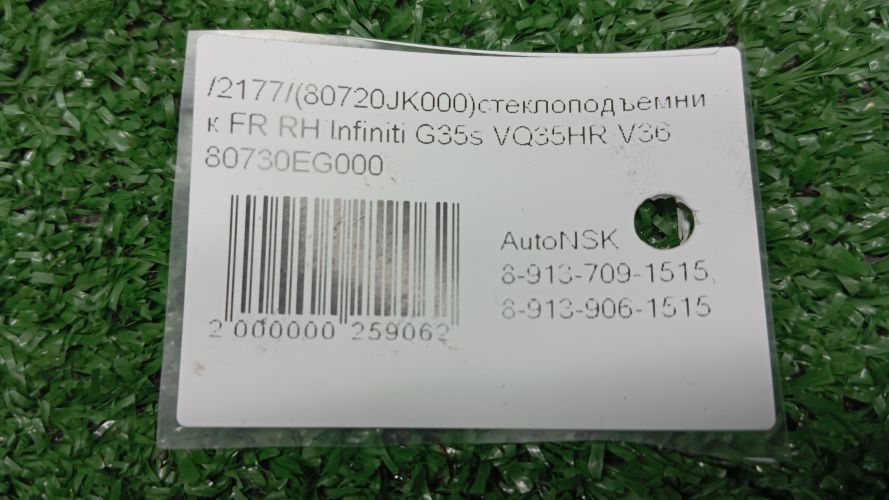 /2177/(80720JK000)стеклоподъемни
к FR RH Infiniti G35s VQ35HR V36
80730EG000
AutoNSK
8-913-709-1515,
8-913-906-1515
2 000000 259062